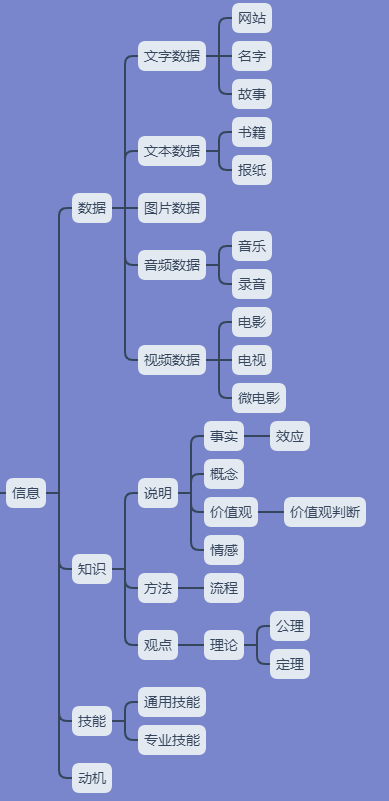 信息
数据
文字数据
网站
名字
故事
文本数据
书籍
报纸
图片数据
音频数据
音乐
录音
视频数据
电影
电视
微电影
知识
说明
事实
效应
概念
价值观
价值观判断
情感
方法
流程
观点
理论
公理
定理
技能
通用技能
专业技能
动机